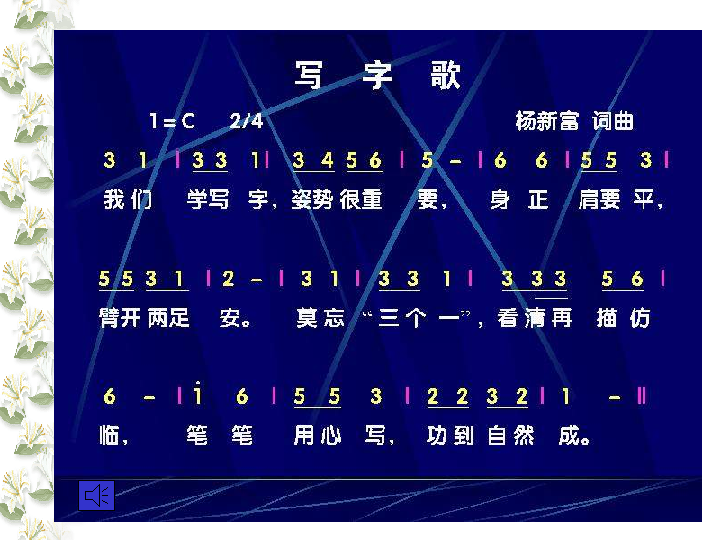 写 字 歌
1=C 2/4 杨新富 词曲
3 1 | 3 3 1 | 3 4 5 6 | 5 – | 6 6 | 5 5 3 |
我们 学写 字, 姿势 很重 要, 身 正 肩要 平,
5 5 3 1 | 2 – | 3 1 | 3 3 1 | 3 3 3 5 6 |
臂开 两足 安。 莫 忘 “三 个 一”, 看 清 再 描 仿
6 – | i 6 | 5 5 3 | 2 2 3 2 | 1 – ||
临, 笔 笔 用 心 写, 功 到 自 然 成。